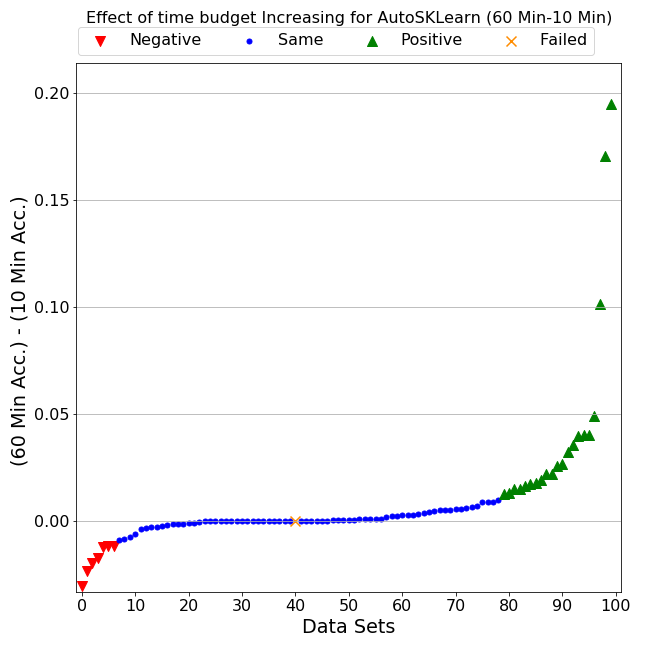 Effect of time budget Increasing for AutoSKLearn (60 Min-10 Min)
Negative Same Positive Failed
(60 Min Acc.) - (10 Min Acc.)
0.20
0.15
0.10
0.05
0.00
0 10 20 30 40 50 60 70 80 90 100
Data Sets